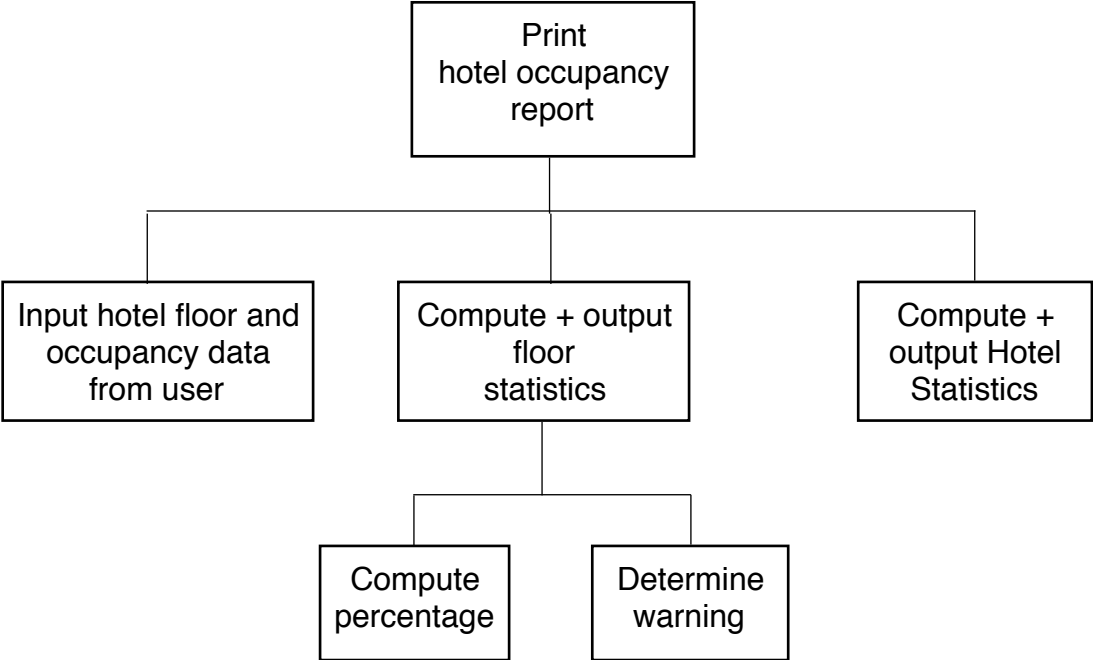 Print
hotel occupancy
report
Input hotel floor and
occupancy data
from user
Compute + output
floor
statistics
Compute +
output Hotel
Statistics
Compute
percentage
Determine
warning